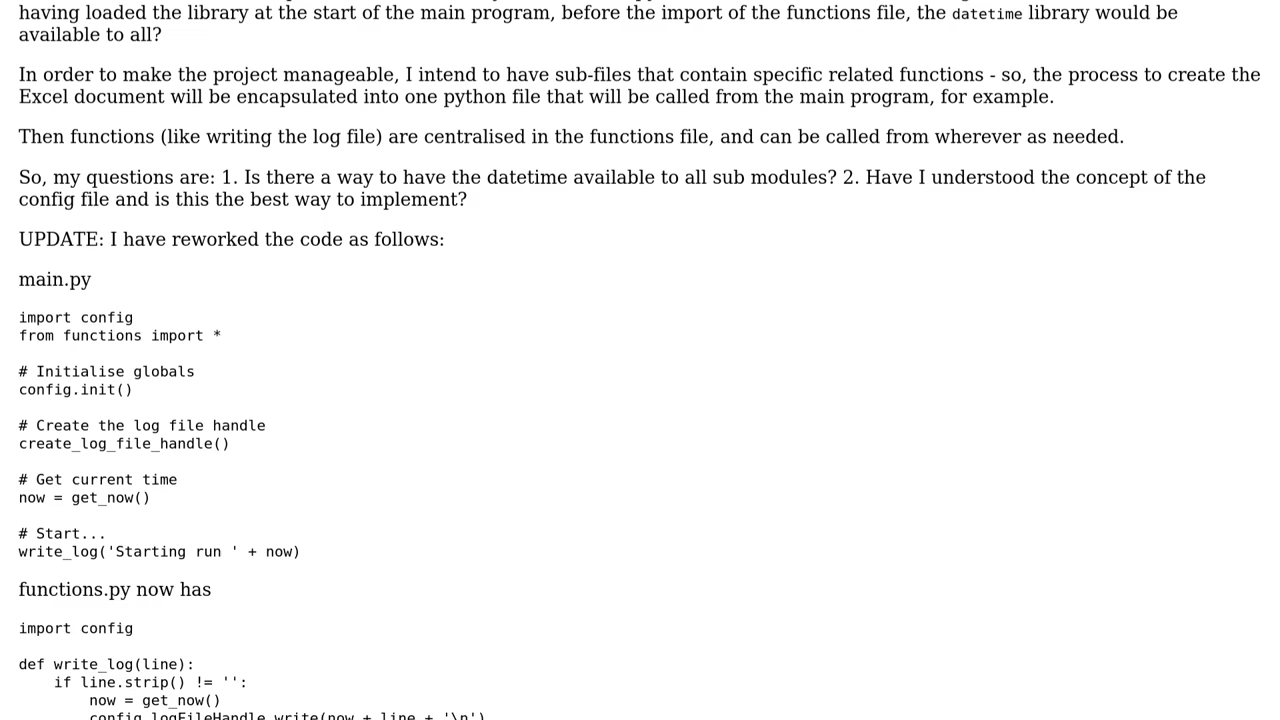 having loaded the library at the start of the main program, before the import of the functions file, the datetime library would be
available to all?
In order to make the project manageable, I intend to have sub-files that contain specific related functions - so, the process to create the
Excel document will be encapsulated into one python file that will be called from the main program, for example.
Then functions (like writing the log file) are centralised in the functions file, and can be called from wherever as needed.
So, my questions are: 1. Is there a way to have the datetime available to all sub modules? 2. Have I understood the concept of the
config file and is this the best way to implement?
UPDATE: I have reworked the code as follows:
main.py
import config
from functions import *
# Initialise globals
config.init()
# Create the log file handle
create_log_file_handle()
# Get current time
now = get_now()
# Start...
write_log('Starting run ' + now)
functions.py now has
import config
def write_log(line):
    if line.strip() != '':
        now = get_now()
        config.logFileHandle.write(now + line + '\n')